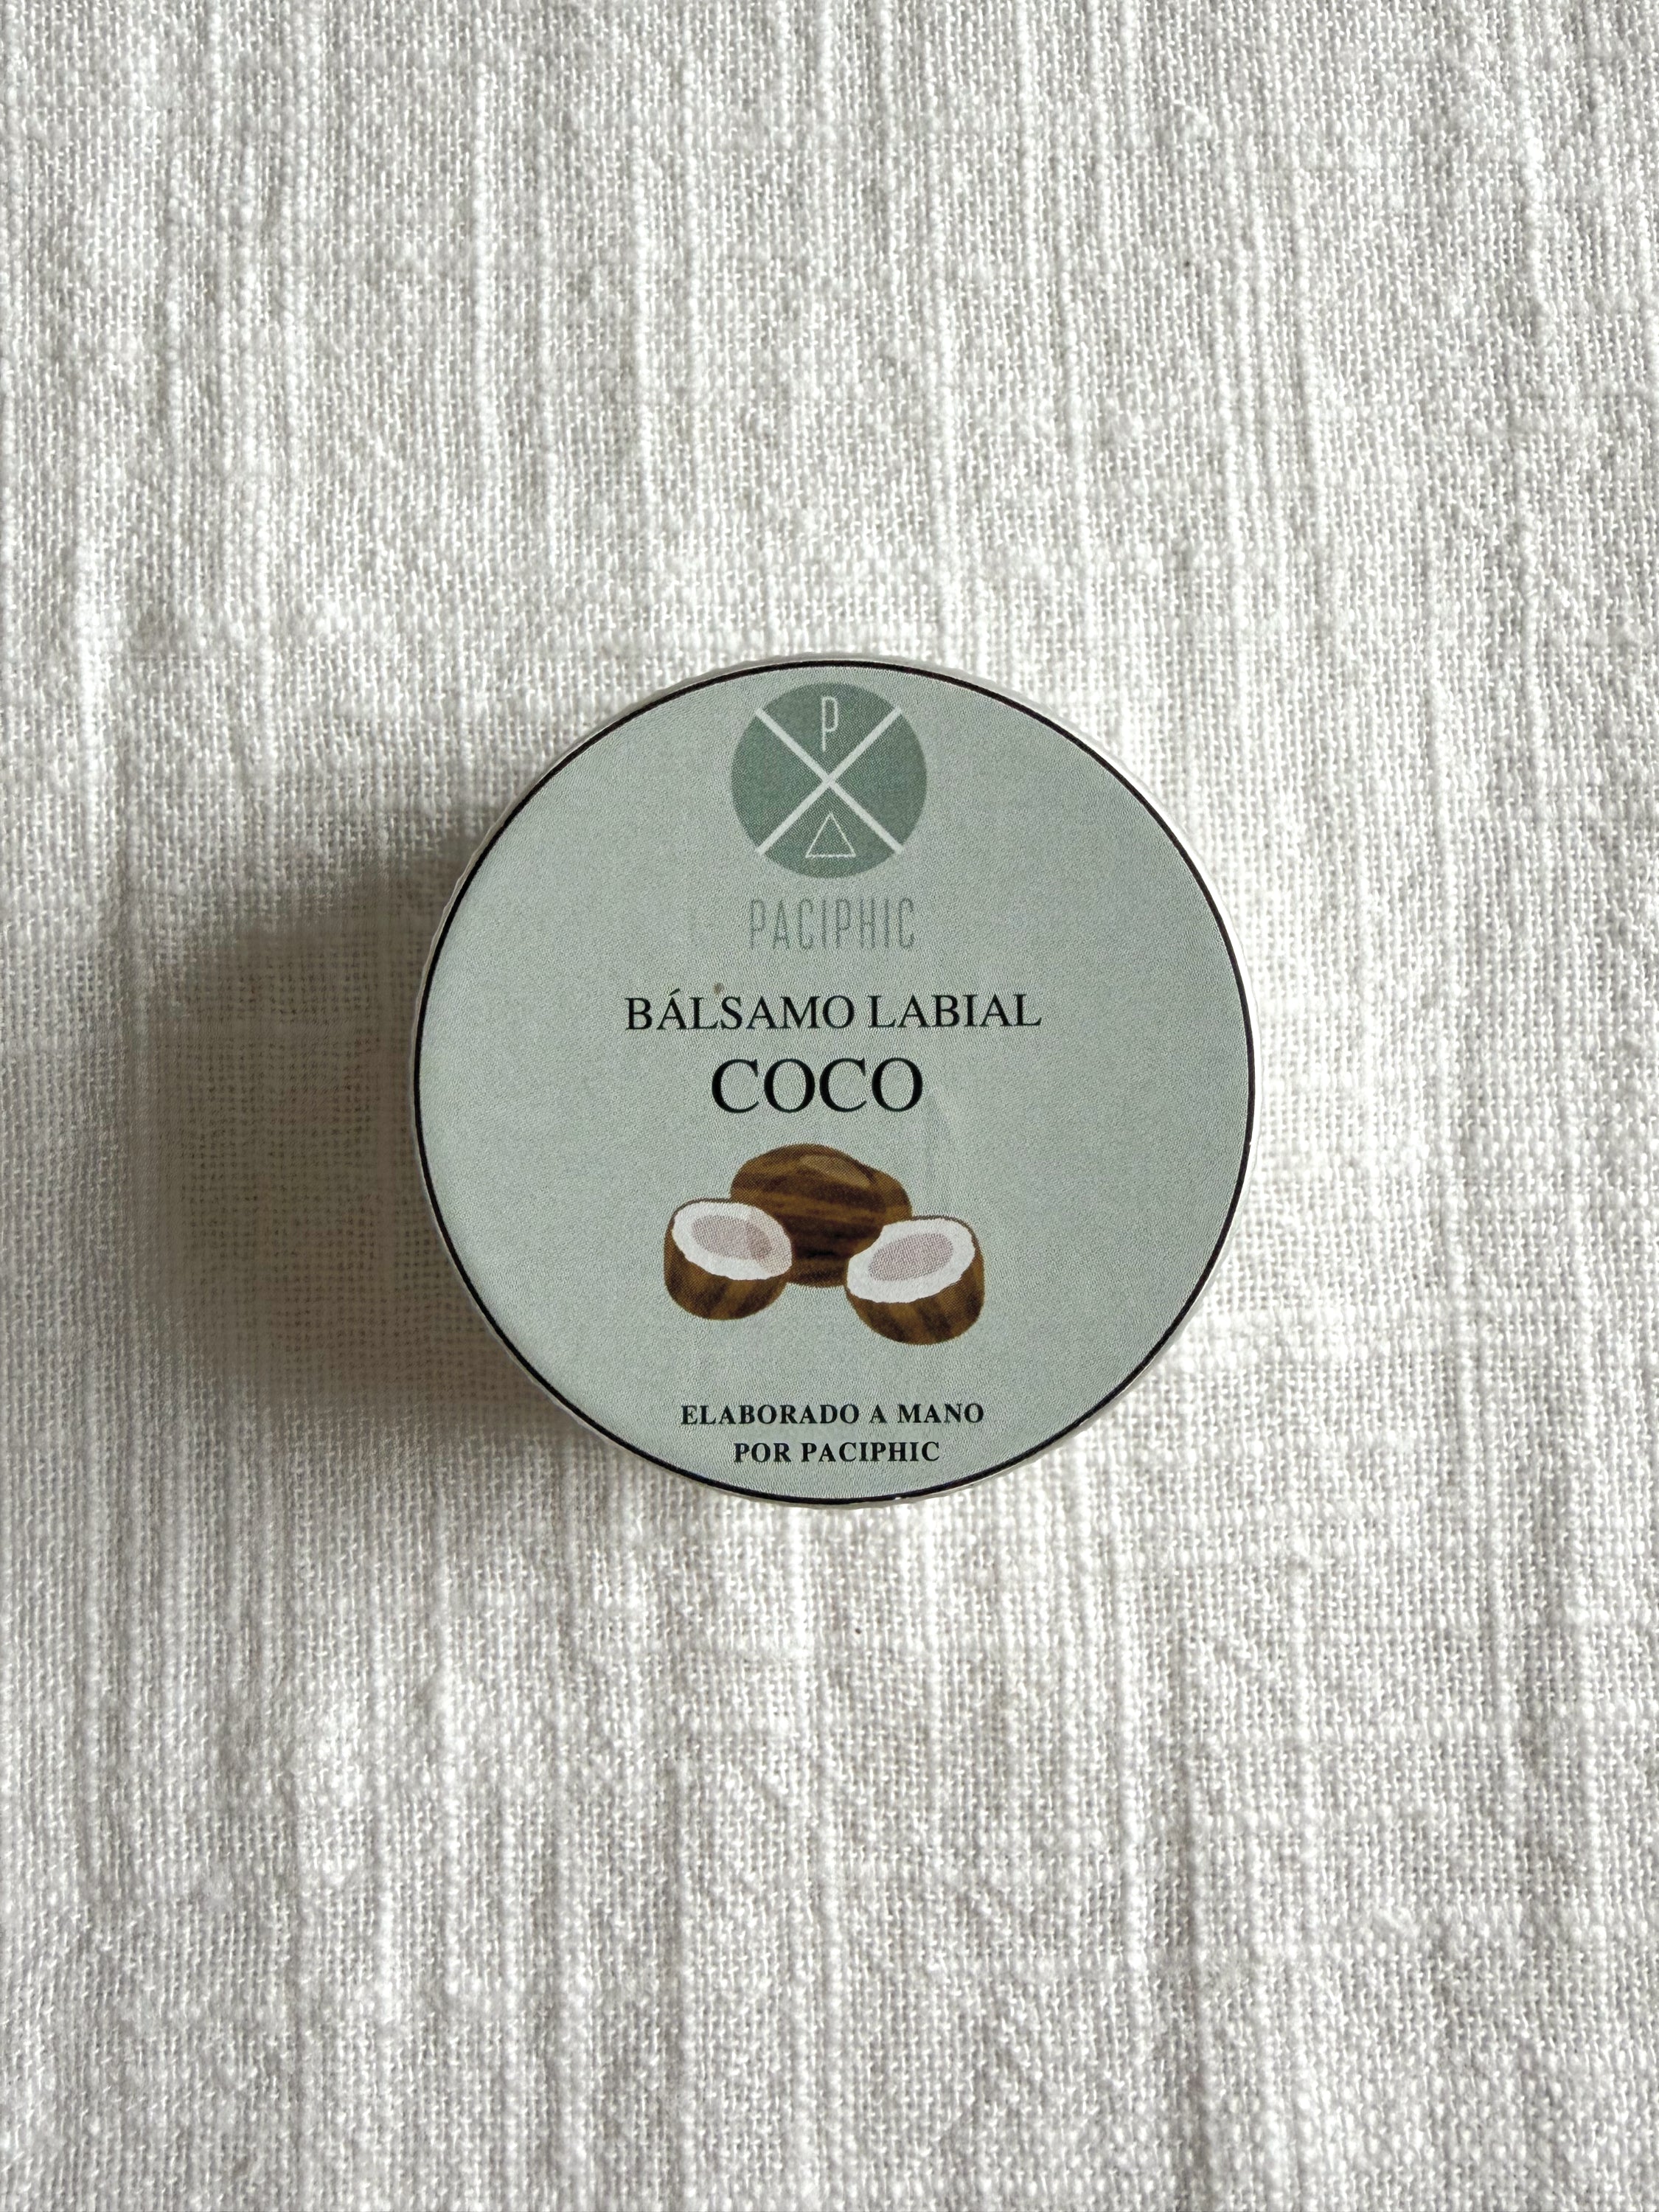 P
PACIPHIC
BÁLSAMO LABIAL
COCO
ELABORADO A MANO
POR PACIPHIC